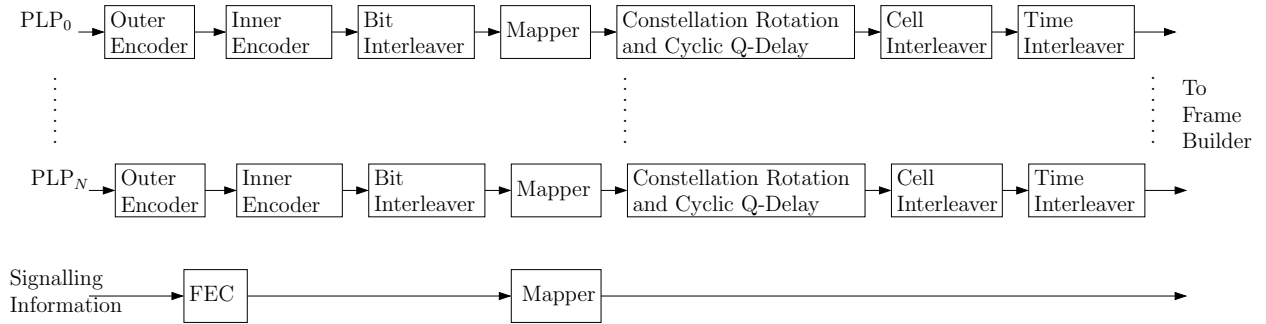 PLP0
Outer
Encoder
Inner
Encoder
Bit
Interleaver
Mapper
Constellation Rotation
and Cyclic Q-Delay
Cell
Interleaver
Time
Interleaver
To
Frame
Builder
PLPN
Outer
Encoder
Inner
Encoder
Bit
Interleaver
Mapper
Constellation Rotation
and Cyclic Q-Delay
Cell
Interleaver
Time
Interleaver
Signalling
Information
FEC
Mapper